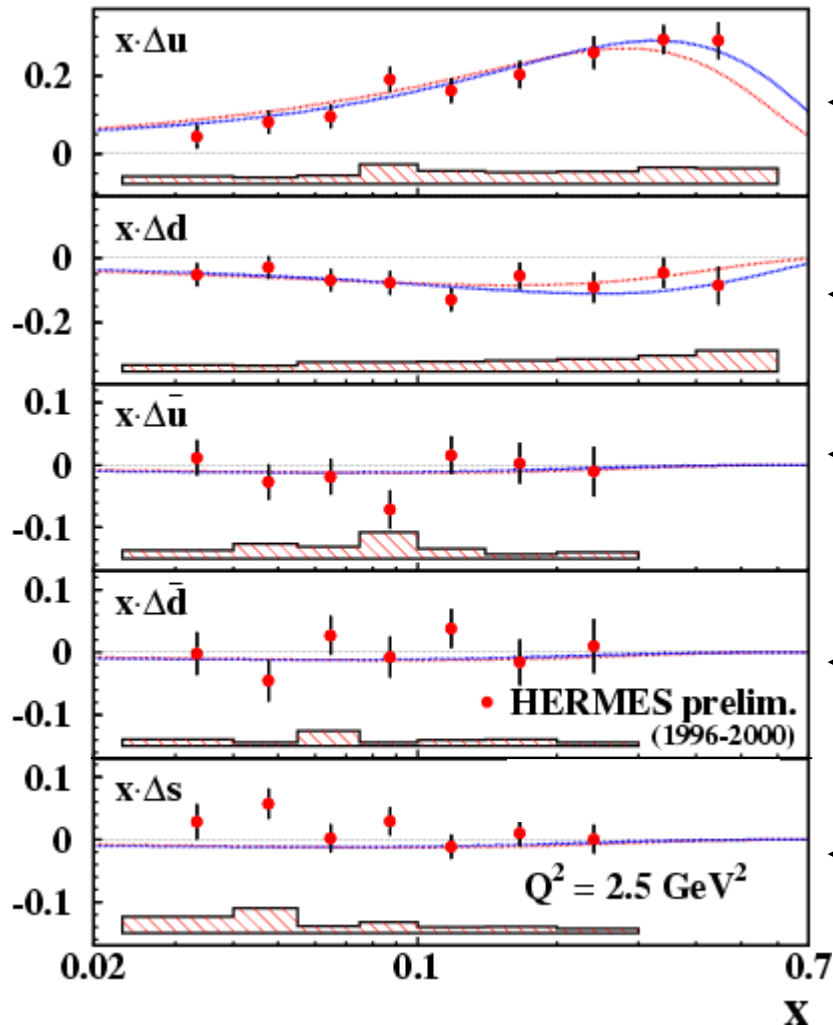 x·Δu
0.2
0
x·Δd
0
-0.2
x·Δū
0.1
0
-0.1
x·Δd̄
0.1
0
-0.1
HERMES prelim.
(1996-2000)
x·Δs
0.1
0
-0.1
Q² = 2.5 GeV²
0.02 0.1 0.7
x